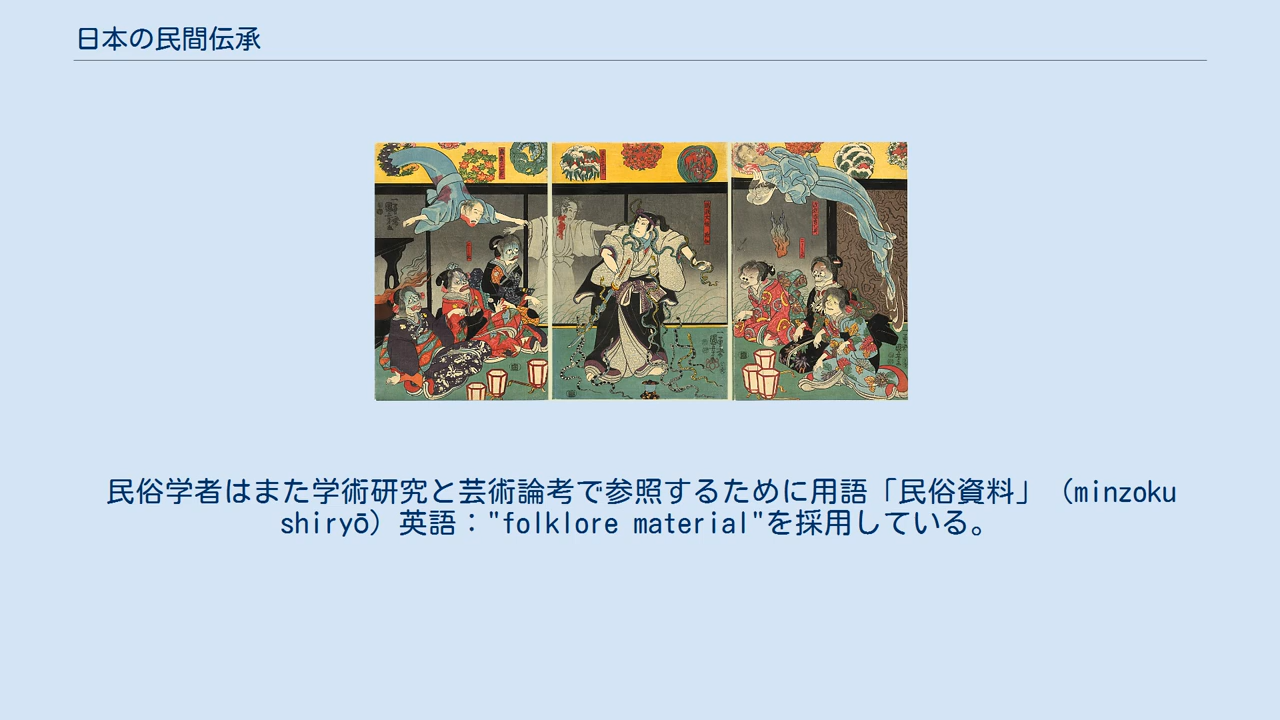 日本の民間伝承
民俗学者はまた学術研究と芸術論考で参照するために用語「民俗資料」（minzoku
shiryō）英語："folklore material"を採用している。